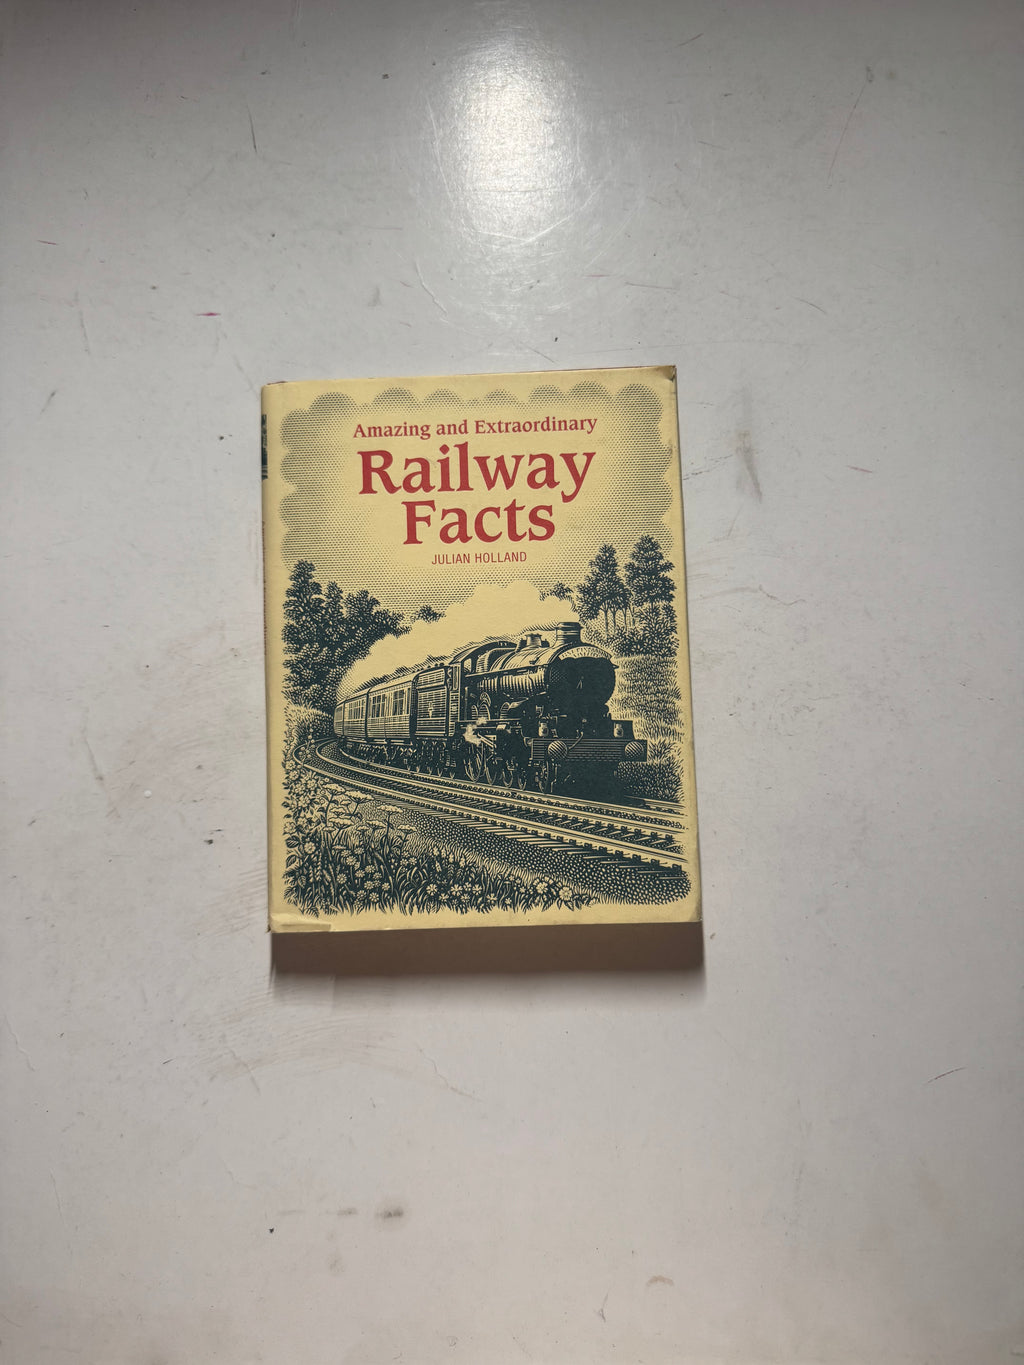 Amazing and Extraordinary
Railway
Facts
JULIAN HOLLAND